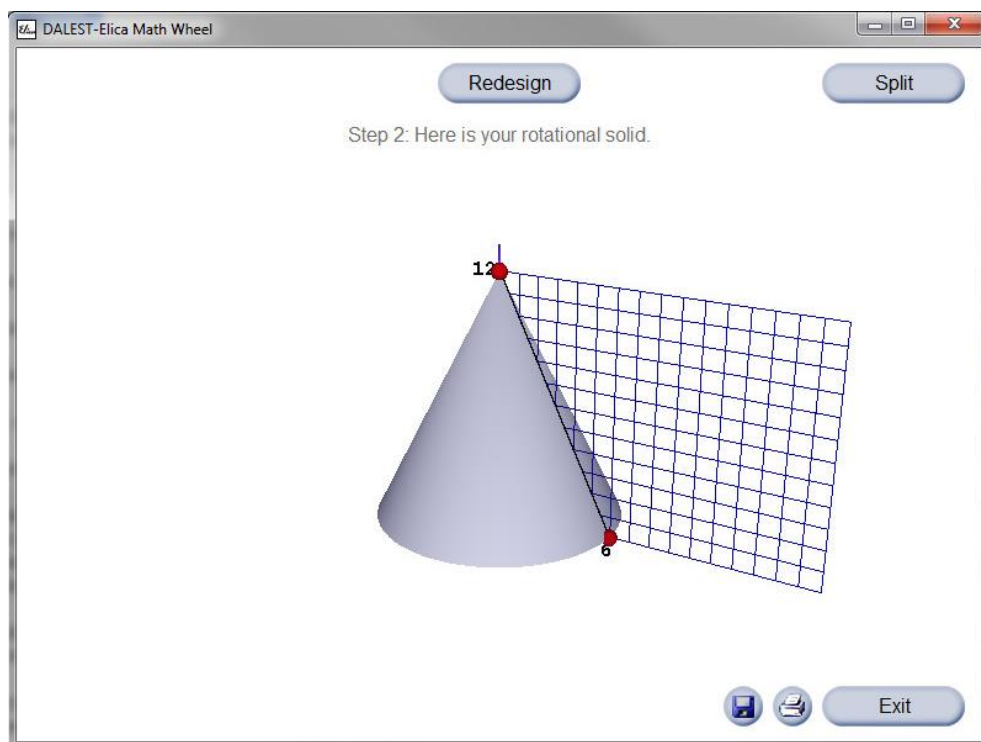 DALEST-Elica Math Wheel
Redesign
Split
Step 2: Here is your rotational solid.
12
6
Exit